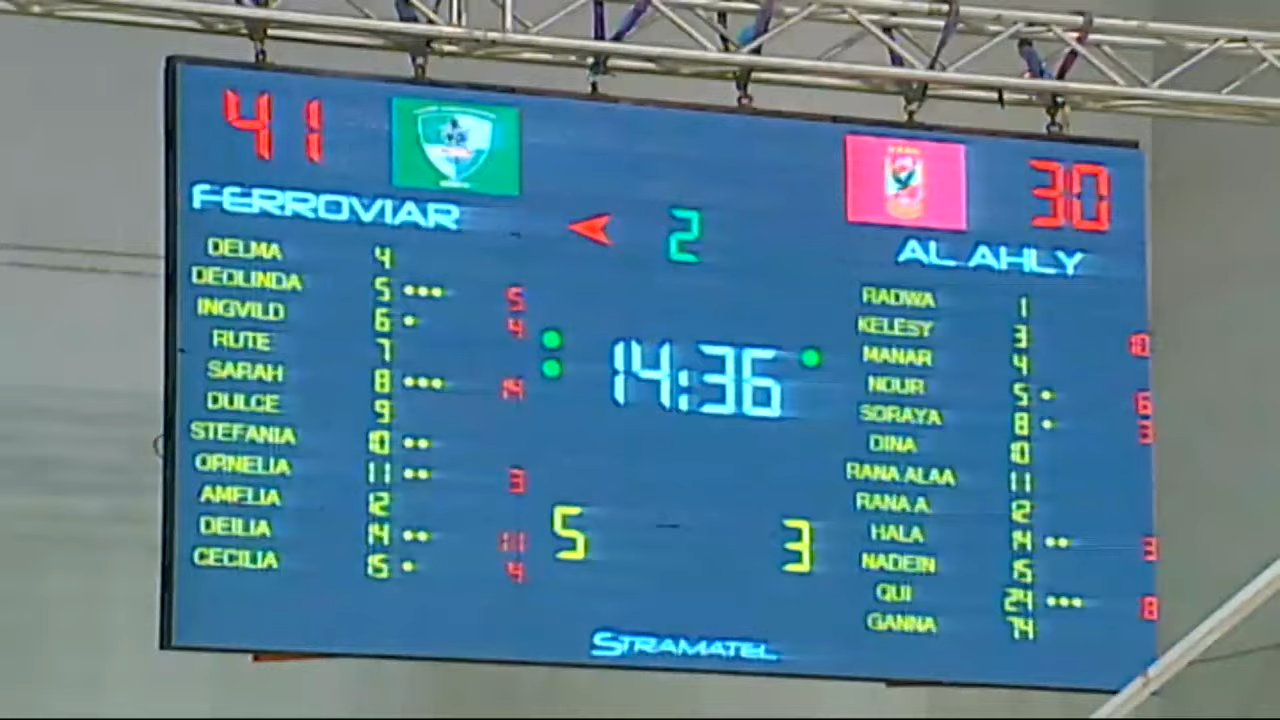 41
30
FERROVIAR
2
AL AHLY
DELMA 4
DEOLINDA 5 5
INGVILD 6 4
RUTE 7
SARAH 8 14
DULCE 9
STEFANIA 10
ORNELIA 11 3
AMELIA 12
DEILIA 14 11
CECILIA 15 4
14:36
5
3
RADWA 1
KELESY 3 10
MANAR 4
NOUR 5 6
SORAYA 8 3
DINA 10
RANA ALAA 11
RANA A. 12
HALA 14 3
NADEIN 15
QUI 24 8
GANNA 74
STRAMATEL